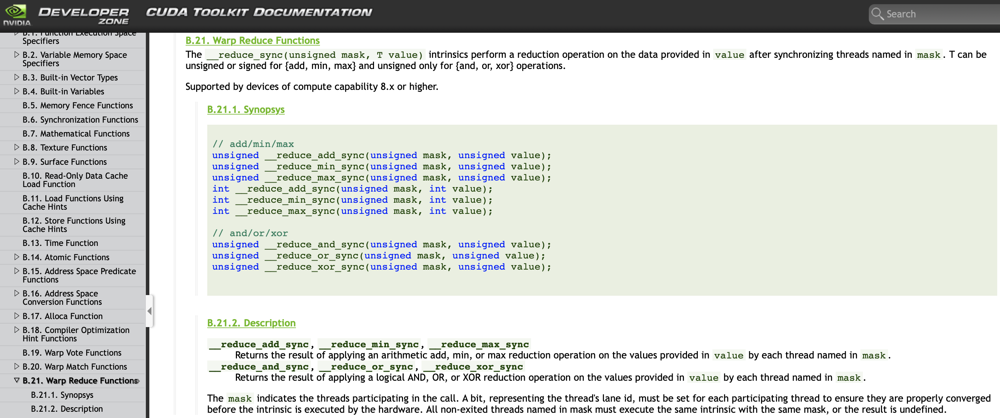 NVIDIA
DEVELOPER
ZONE
CUDA TOOLKIT DOCUMENTATION
Search
B.1. Function Execution Space
Specifiers
B.2. Variable Memory Space
Specifiers
B.3. Built-in Vector Types
B.4. Built-in Variables
B.5. Memory Fence Functions
B.6. Synchronization Functions
B.7. Mathematical Functions
B.8. Texture Functions
B.9. Surface Functions
B.10. Read-Only Data Cache
Load Function
B.11. Load Functions Using
Cache Hints
B.12. Store Functions Using
Cache Hints
B.13. Time Function
B.14. Atomic Functions
B.15. Address Space Predicate
Functions
B.16. Address Space
Conversion Functions
B.17. Alloca Function
B.18. Compiler Optimization
Hint Functions
B.19. Warp Vote Functions
B.20. Warp Match Functions
B.21. Warp Reduce Functions
B.21.1. Synopsys
B.21.2. Description
B.21. Warp Reduce Functions
The __reduce_sync(unsigned mask, T value) intrinsics perform a reduction operation on the data provided in value after synchronizing threads named in mask. T can be
unsigned or signed for {add, min, max} and unsigned only for {and, or, xor} operations.
Supported by devices of compute capability 8.x or higher.
B.21.1. Synopsys
// add/min/max
unsigned __reduce_add_sync(unsigned mask, unsigned value);
unsigned __reduce_min_sync(unsigned mask, unsigned value);
unsigned __reduce_max_sync(unsigned mask, unsigned value);
int __reduce_add_sync(unsigned mask, int value);
int __reduce_min_sync(unsigned mask, int value);
int __reduce_max_sync(unsigned mask, int value);
// and/or/xor
unsigned __reduce_and_sync(unsigned mask, unsigned value);
unsigned __reduce_or_sync(unsigned mask, unsigned value);
unsigned __reduce_xor_sync(unsigned mask, unsigned value);
B.21.2. Description
__reduce_add_sync, __reduce_min_sync, __reduce_max_sync
Returns the result of applying an arithmetic add, min, or max reduction operation on the values provided in value by each thread named in mask.
__reduce_and_sync, __reduce_or_sync, __reduce_xor_sync
Returns the result of applying a logical AND, OR, or XOR reduction operation on the values provided in value by each thread named in mask.
The mask indicates the threads participating in the call. A bit, representing the thread's lane id, must be set for each participating thread to ensure they are properly converged
before the intrinsic is executed by the hardware. All non-exited threads named in mask must execute the same intrinsic with the same mask, or the result is undefined.